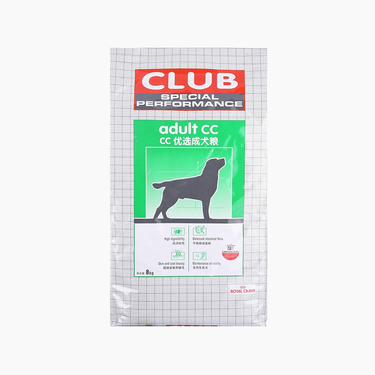 CLUB
SPECIAL
PERFORMANCE
adult CC
CC 优选成犬粮
High digestibility
Balanced intestinal flora
Skin and coat beauty
Maintenance of vitality
8kg
ROYAL CANIN